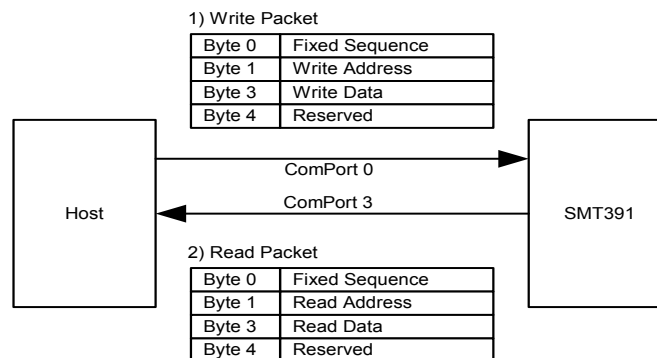 1) Write Packet
Byte 0 Fixed Sequence
Byte 1 Write Address
Byte 3 Write Data
Byte 4 Reserved
ComPort 0
Host
ComPort 3
SMT391
2) Read Packet
Byte 0 Fixed Sequence
Byte 1 Read Address
Byte 3 Read Data
Byte 4 Reserved